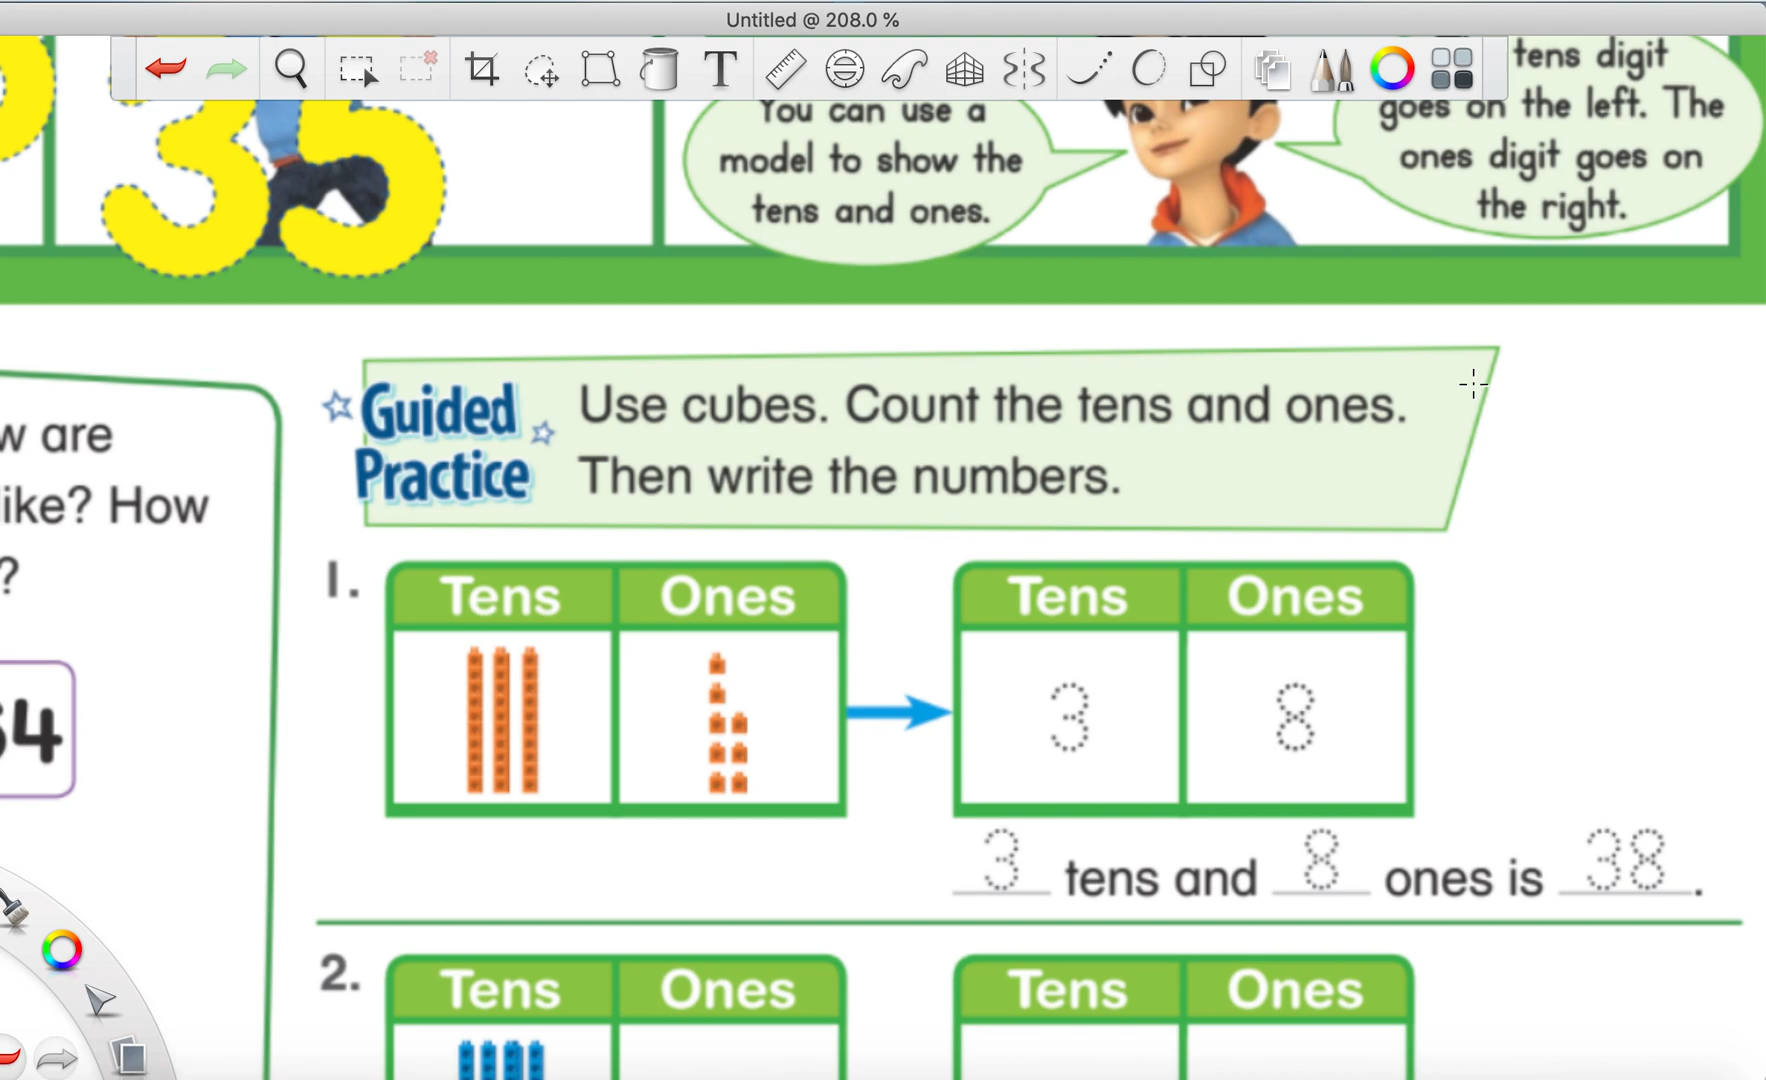 Untitled @ 208.0 %
35
You can use a
model to show the
tens and ones.
tens digit
goes on the left. The
ones digit goes on
the right.
w are
like? How
?
64
Guided
Practice
Use cubes. Count the tens and ones.
Then write the numbers.
1.
Tens Ones
Tens Ones
3 8
3 tens and 8 ones is 38.
2.
Tens Ones
Tens Ones